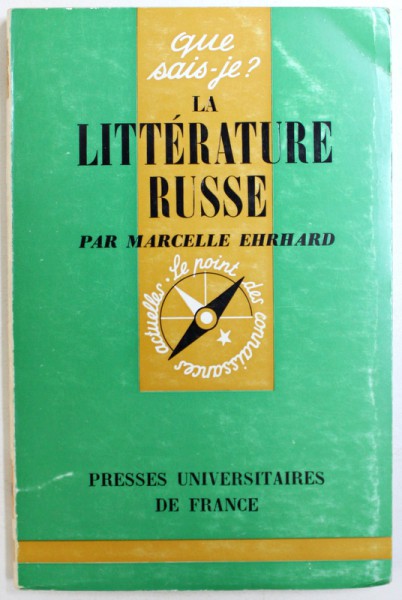 que
sais-je?
LA
LITTÉRATURE
RUSSE
PAR MARCELLE EHRHARD
Le point des connaissances actuelles.
PRESSES UNIVERSITAIRES
DE FRANCE